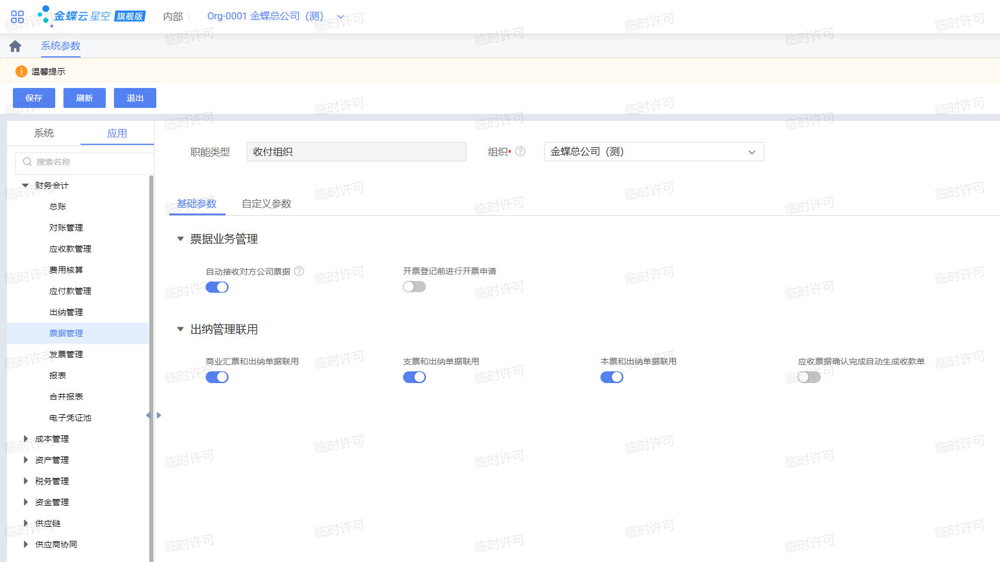 金蝶云 星空 旗舰版 内部 Org-0001 金蝶总公司（测）
系统参数
温馨提示
保存 刷新 退出
系统 应用
搜索名称
财务会计
总账
对账管理
应收款管理
费用核算
应付款管理
出纳管理
票据管理
发票管理
报表
合并报表
电子凭证池
成本管理
资产管理
税务管理
资金管理
供应链
供应商协同
职能类型 收付组织 组织* 金蝶总公司（测）
基础参数 自定义参数
票据业务管理
自动接收对方公司票据 开票登记前进行开票申请
出纳管理联用
商业汇票和出纳单据联用 支票和出纳单据联用 本票和出纳单据联用 应收票据确认完成自动生成收款单
临时许可